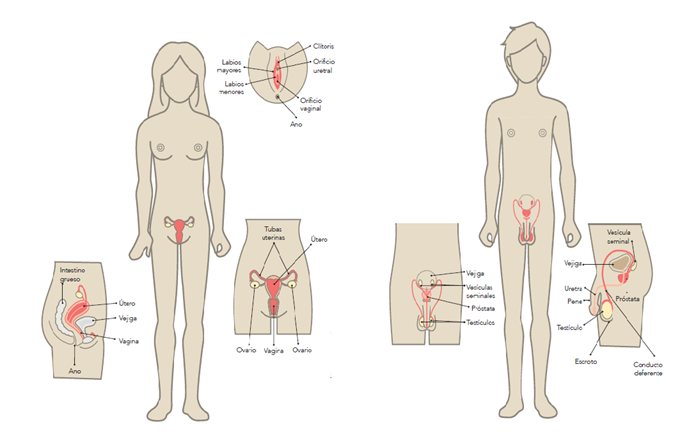 Clítoris
Orificio
uretral
Labios
mayores
Labios
menores
Orificio
vaginal
Ano
Tubas
uterinas
Útero
Ovario
Vagina
Ovario
Intestino
grueso
Útero
Vejiga
Vagina
Ano
Vejiga
Vesículas
seminales
Próstata
Testículos
Vesícula
seminal
Vejiga
Uretra
Pene
Próstata
Testículo
Escroto
Conducto
deferente